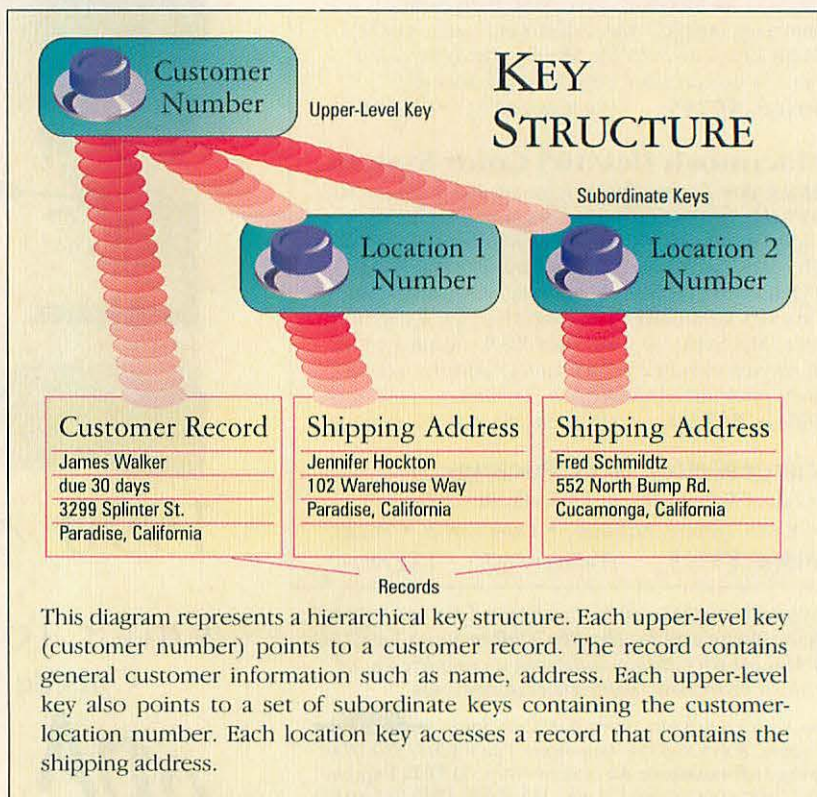 Customer
Number
Upper-Level Key
KEY
STRUCTURE
Subordinate Keys
Location 1
Number
Location 2
Number
Customer Record
James Walker
due 30 days
3299 Splinter St.
Paradise, California
Shipping Address
Jennifer Hockton
102 Warehouse Way
Paradise, California
Shipping Address
Fred Schmildtz
552 North Bump Rd.
Cucamonga, California
Records
This diagram represents a hierarchical key structure. Each upper-level key
(customer number) points to a customer record. The record contains
general customer information such as name, address. Each upper-level
key also points to a set of subordinate keys containing the customer-
location number. Each location key accesses a record that contains the
shipping address.